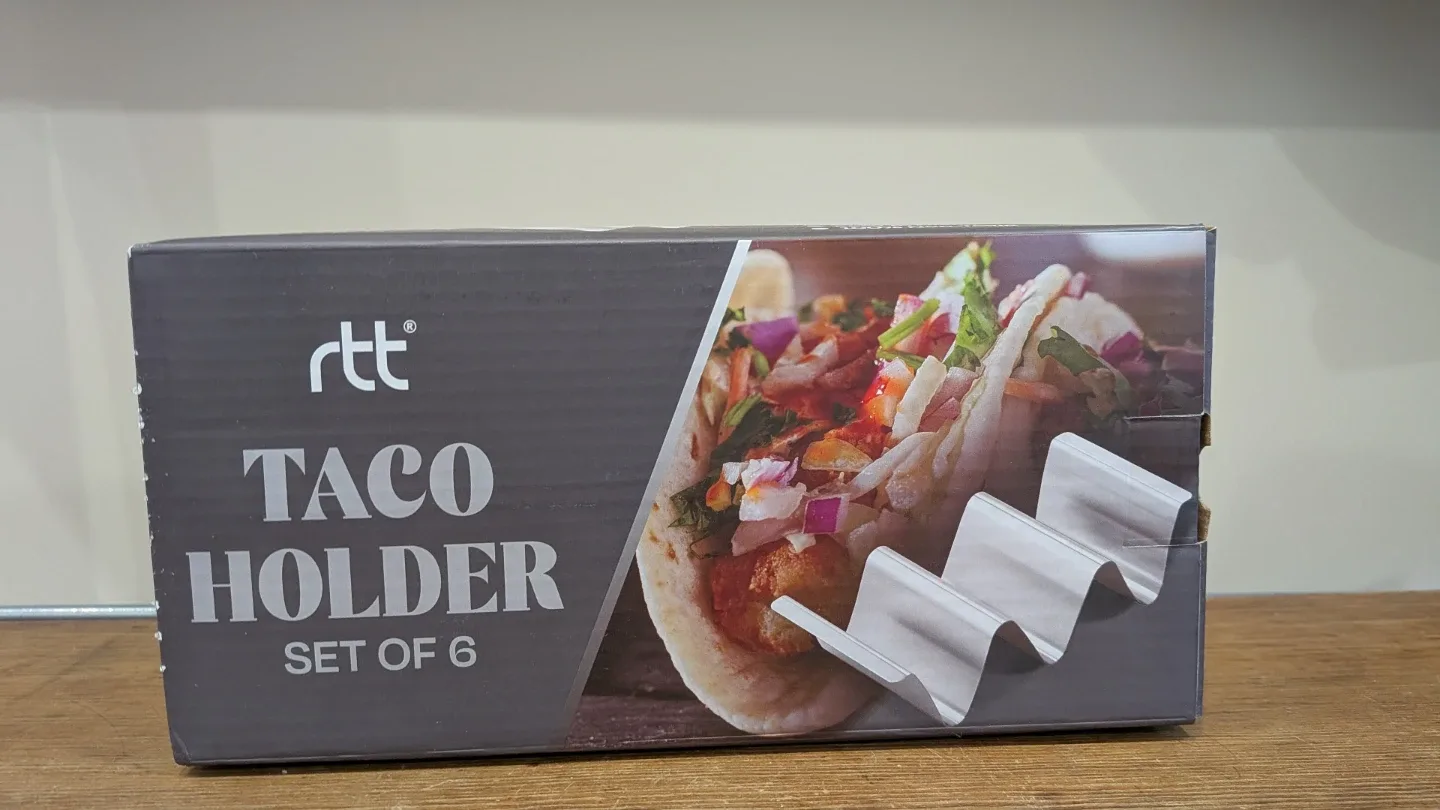 rtt®
TACO
HOLDER
SET OF 6